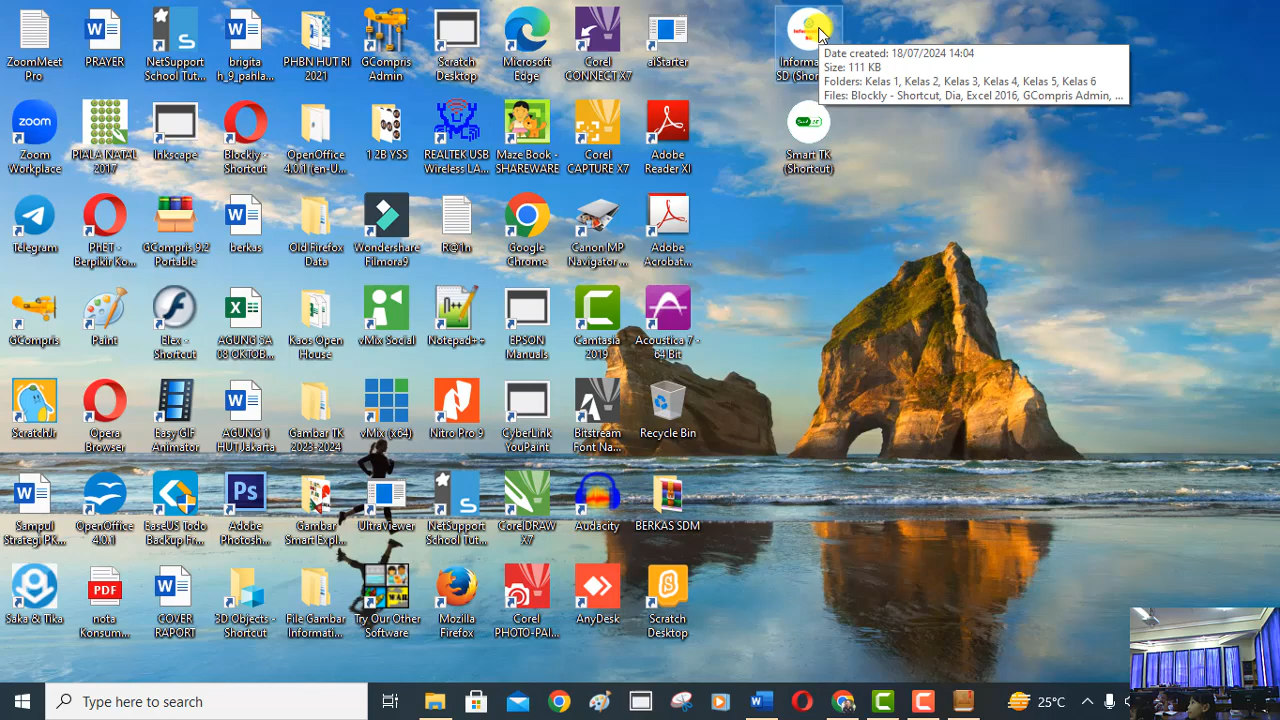 ZoomMeet
Pro
PRAYER
NetSupport
School Tut...
brigita
h_9_pahla...
PHBN HUT RI
2021
GCompris
Admin
Scratch
Desktop
Microsoft
Edge
Corel
CONNECT X7
aiStarter
SD (Shor
Date created: 18/07/2024 14:04
Size: 111 KB
Folders: Kelas 1, Kelas 2, Kelas 3, Kelas 4, Kelas 5, Kelas 6
Files: Blockly - Shortcut, Dia, Excel 2016, GCompris Admin, ...
zoom
Zoom
Workplace
PIALA NATAL
2017
Inkscape
Blockly -
Shortcut
OpenOffice
4.0.1 (en-U...
1 2B YSS
REALTEK USB
Wireless LA...
Maze Book -
SHAREWARE
Corel
CAPTURE X7
Adobe
Reader XI
Smart TK
(Shortcut)
Telegram
PHET -
Berpikir Ko...
GCompris 9.2
Portable
berkas
Old Firefox
Data
Wondershare
Filmora9
R@1n
Google
Chrome
Canon MP
Navigator ...
Adobe
Acrobat...
GCompris
Paint
Elex -
Shortcut
AGUNG SA
08 OKTOB...
Kaos Open
House
vMix Social
Notepad++
EPSON
Manuals
Camtasia
2019
Acoustica 7 -
64 Bit
ScratchJr
Opera
Browser
Easy GIF
Animator
AGUNG 1
HUT Jakarta
Gambar TK
2023-2024
vMix (x64)
Nitro Pro 9
CyberLink
YouPaint
Bitstream
Font Na...
Recycle Bin
Sampul
Strategi PK...
OpenOffice
4.0.1
EaseUS Todo
Backup Fr...
Ps
Adobe
Photosh...
Gambar
Smart Expl...
UltraViewer
NetSupport
School Tut...
CorelDRAW
X7
Audacity
BERKAS SDM
Saka & Tika
PDF
nota
Konsum...
COVER
RAPORT
3D Objects -
Shortcut
File Gambar
Informati...
Try Our Other
Software
Mozilla
Firefox
Corel
PHOTO-PAI...
AnyDesk
Scratch
Desktop
Type here to search
25°C